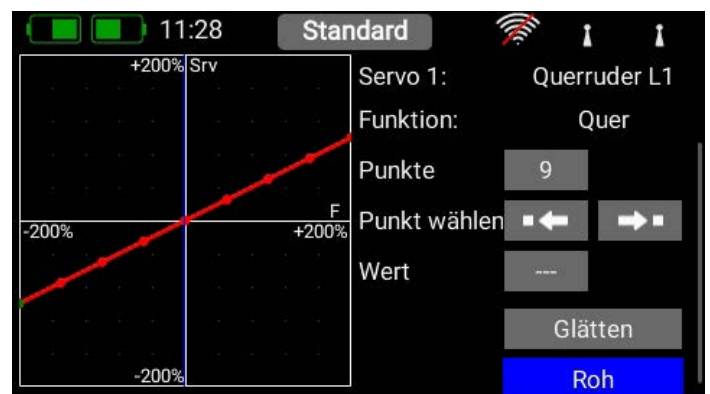 11:28 Standard
+200% Srv
F
-200% +200%
-200%
Servo 1: Querruder L1
Funktion: Quer
Punkte 9
Punkt wählen
Wert ---
Glätten
Roh